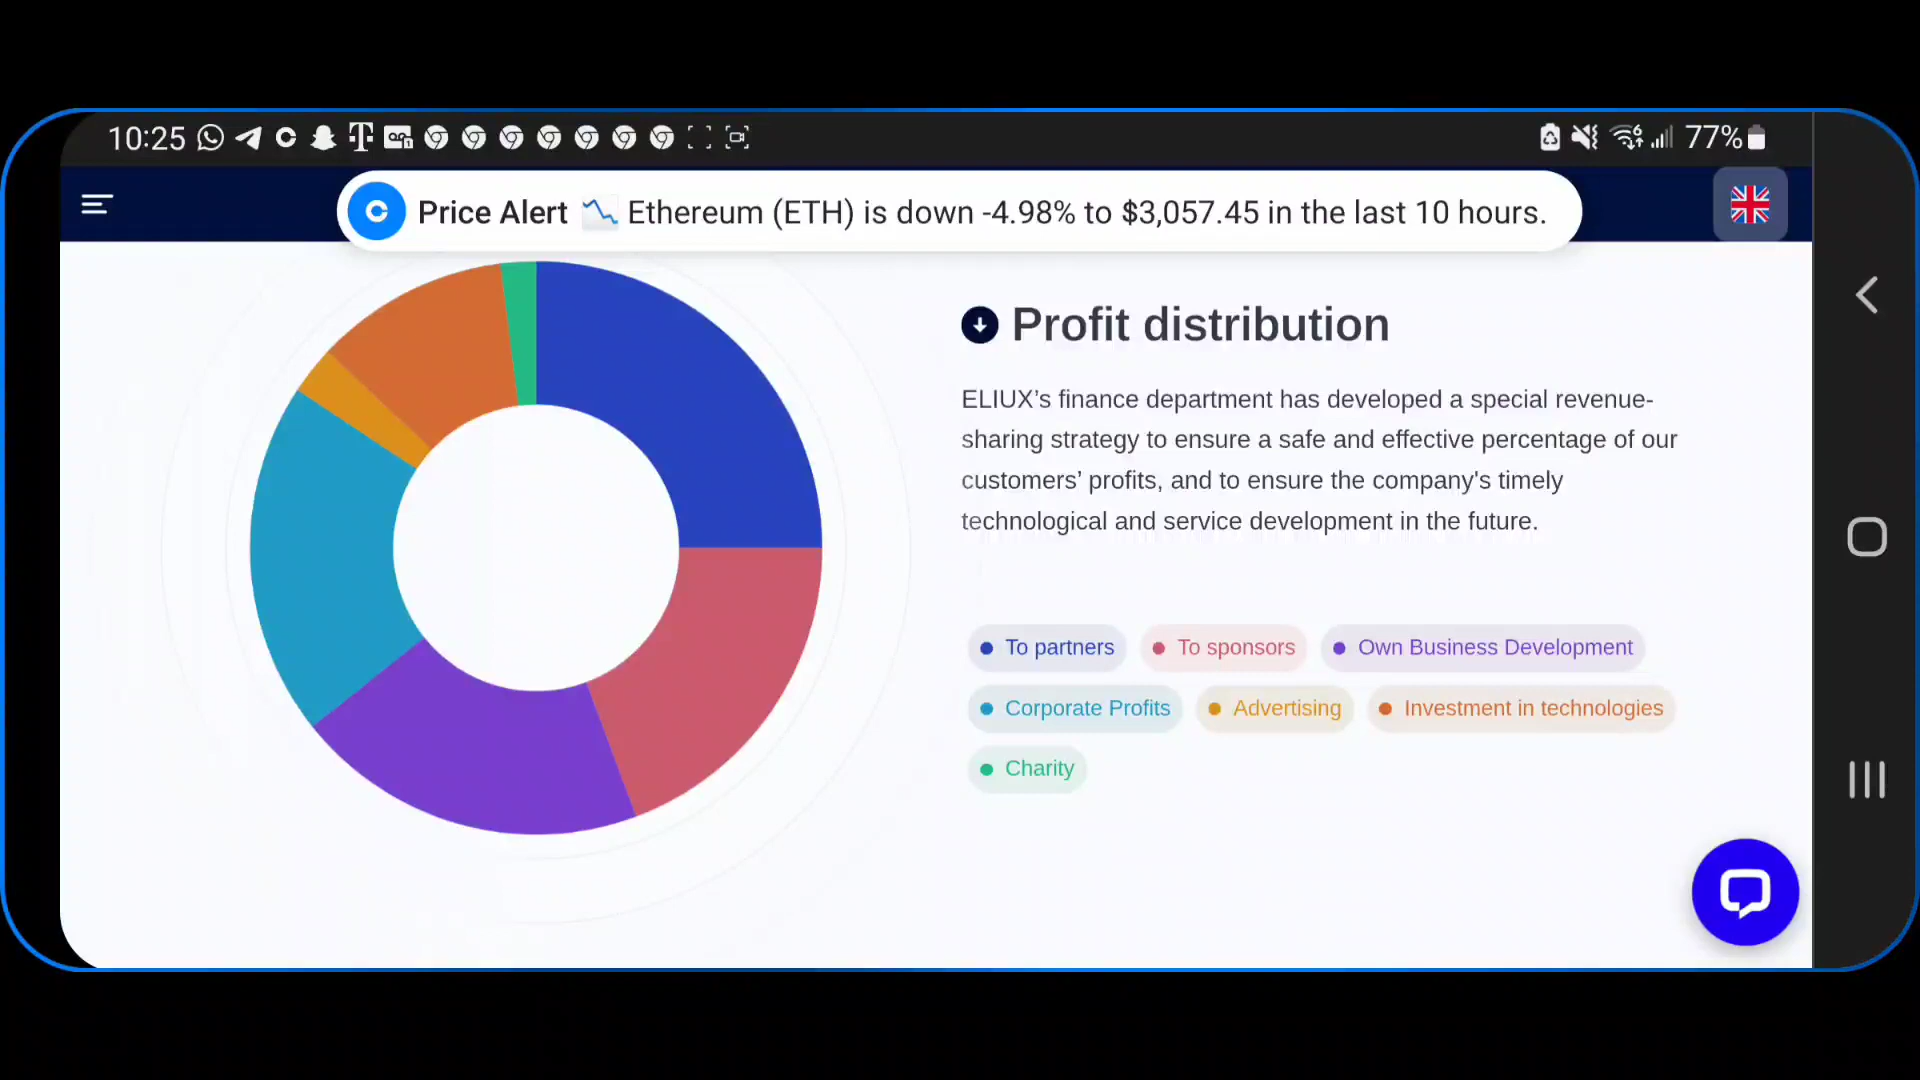 10:25
77%
Price Alert 📉 Ethereum (ETH) is down -4.98% to $3,057.45 in the last 10 hours.
Profit distribution
ELIUX’s finance department has developed a special revenue-
sharing strategy to ensure a safe and effective percentage of our
customers’ profits, and to ensure the company's timely
technological and service development in the future.
To partners
To sponsors
Own Business Development
Corporate Profits
Advertising
Investment in technologies
Charity